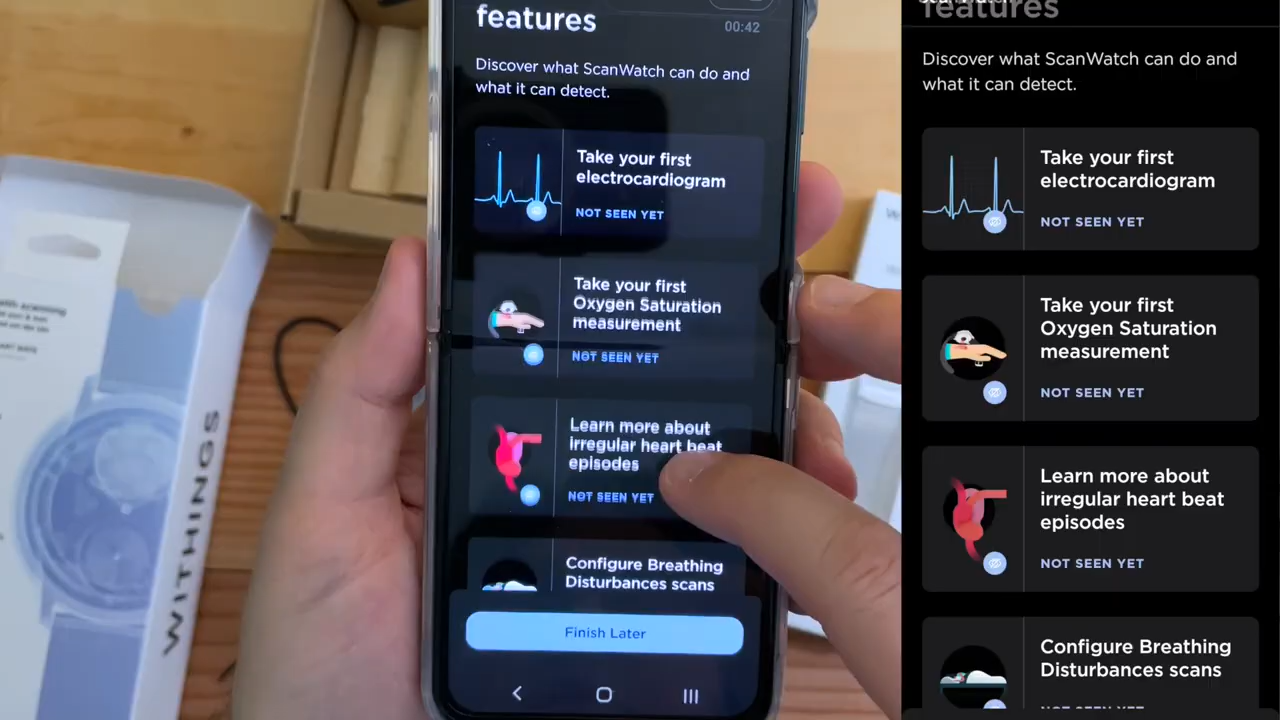 features
00:42
Discover what ScanWatch can do and
what it can detect.
Take your first
electrocardiogram
NOT SEEN YET
Take your first
Oxygen Saturation
measurement
NOT SEEN YET
Learn more about
irregular heart beat
episodes
NOT SEEN YET
Configure Breathing
Disturbances scans
Finish Later
WITHINGS
features
Discover what ScanWatch can do and
what it can detect.
Take your first
electrocardiogram
NOT SEEN YET
Take your first
Oxygen Saturation
measurement
NOT SEEN YET
Learn more about
irregular heart beat
episodes
NOT SEEN YET
Configure Breathing
Disturbances scans